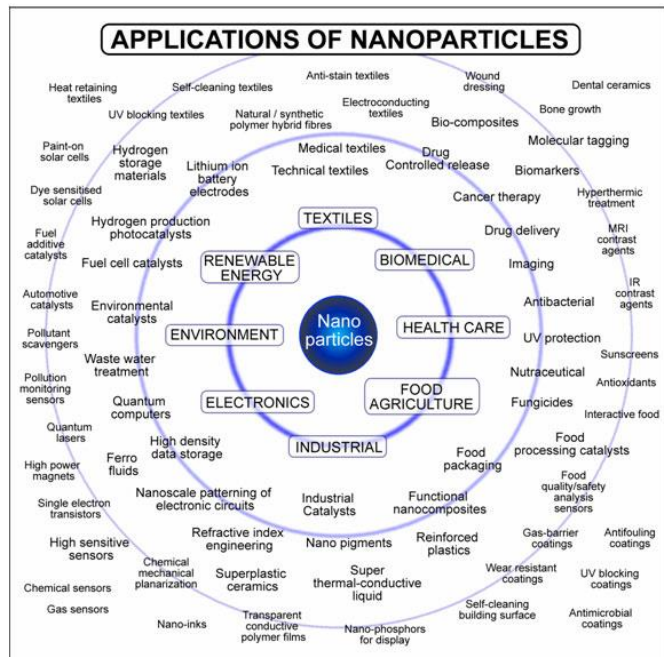 APPLICATIONS OF NANOPARTICLES
Heat retaining
textiles
Self-cleaning textiles
Anti-stain textiles
Wound
dressing
Dental ceramics
UV blocking textiles
Natural / synthetic
polymer hybrid fibres
Electroconducting
textiles
Bio-composites
Bone growth
Paint-on
solar cells
Hydrogen
storage
materials
Lithium ion
battery
electrodes
Medical textiles
Technical textiles
Drug
Controlled release
Molecular tagging
Biomarkers
Dye sensitised
solar cells
Cancer therapy
Hyperthermic
treatment
Hydrogen production
photocatalysts
TEXTILES
Drug delivery
MRI
contrast
agents
Fuel
additive
catalysts
Fuel cell catalysts
RENEWABLE
ENERGY
BIOMEDICAL
Imaging
IR
contrast
agents
Automotive
catalysts
Environmental
catalysts
Antibacterial
Pollutant
scavengers
ENVIRONMENT
Nano
particles
HEALTH CARE
UV protection
Sunscreens
Waste water
treatment
Nutraceutical
Antioxidants
Pollution
monitoring
sensors
Quantum
computers
ELECTRONICS
FOOD
AGRICULTURE
Fungicides
Interactive food
Quantum
lasers
High density
data storage
INDUSTRIAL
Food
processing catalysts
High power
magnets
Ferro
fluids
Food
packaging
Food
quality/safety
analysis
sensors
Single electron
transistors
Nanoscale patterning of
electronic circuits
Industrial
Catalysts
Functional
nanocomposites
High sensitive
sensors
Refractive index
engineering
Nano pigments
Reinforced
plastics
Gas-barrier
coatings
Antifouling
coatings
Chemical
mechanical
planarization
Superplastic
ceramics
Super
thermal-conductive
liquid
Wear resistant
coatings
UV blocking
coatings
Chemical sensors
Gas sensors
Nano-inks
Transparent
conductive
polymer films
Nano-phosphors
for display
Self-cleaning
building surface
Antimicrobial
coatings